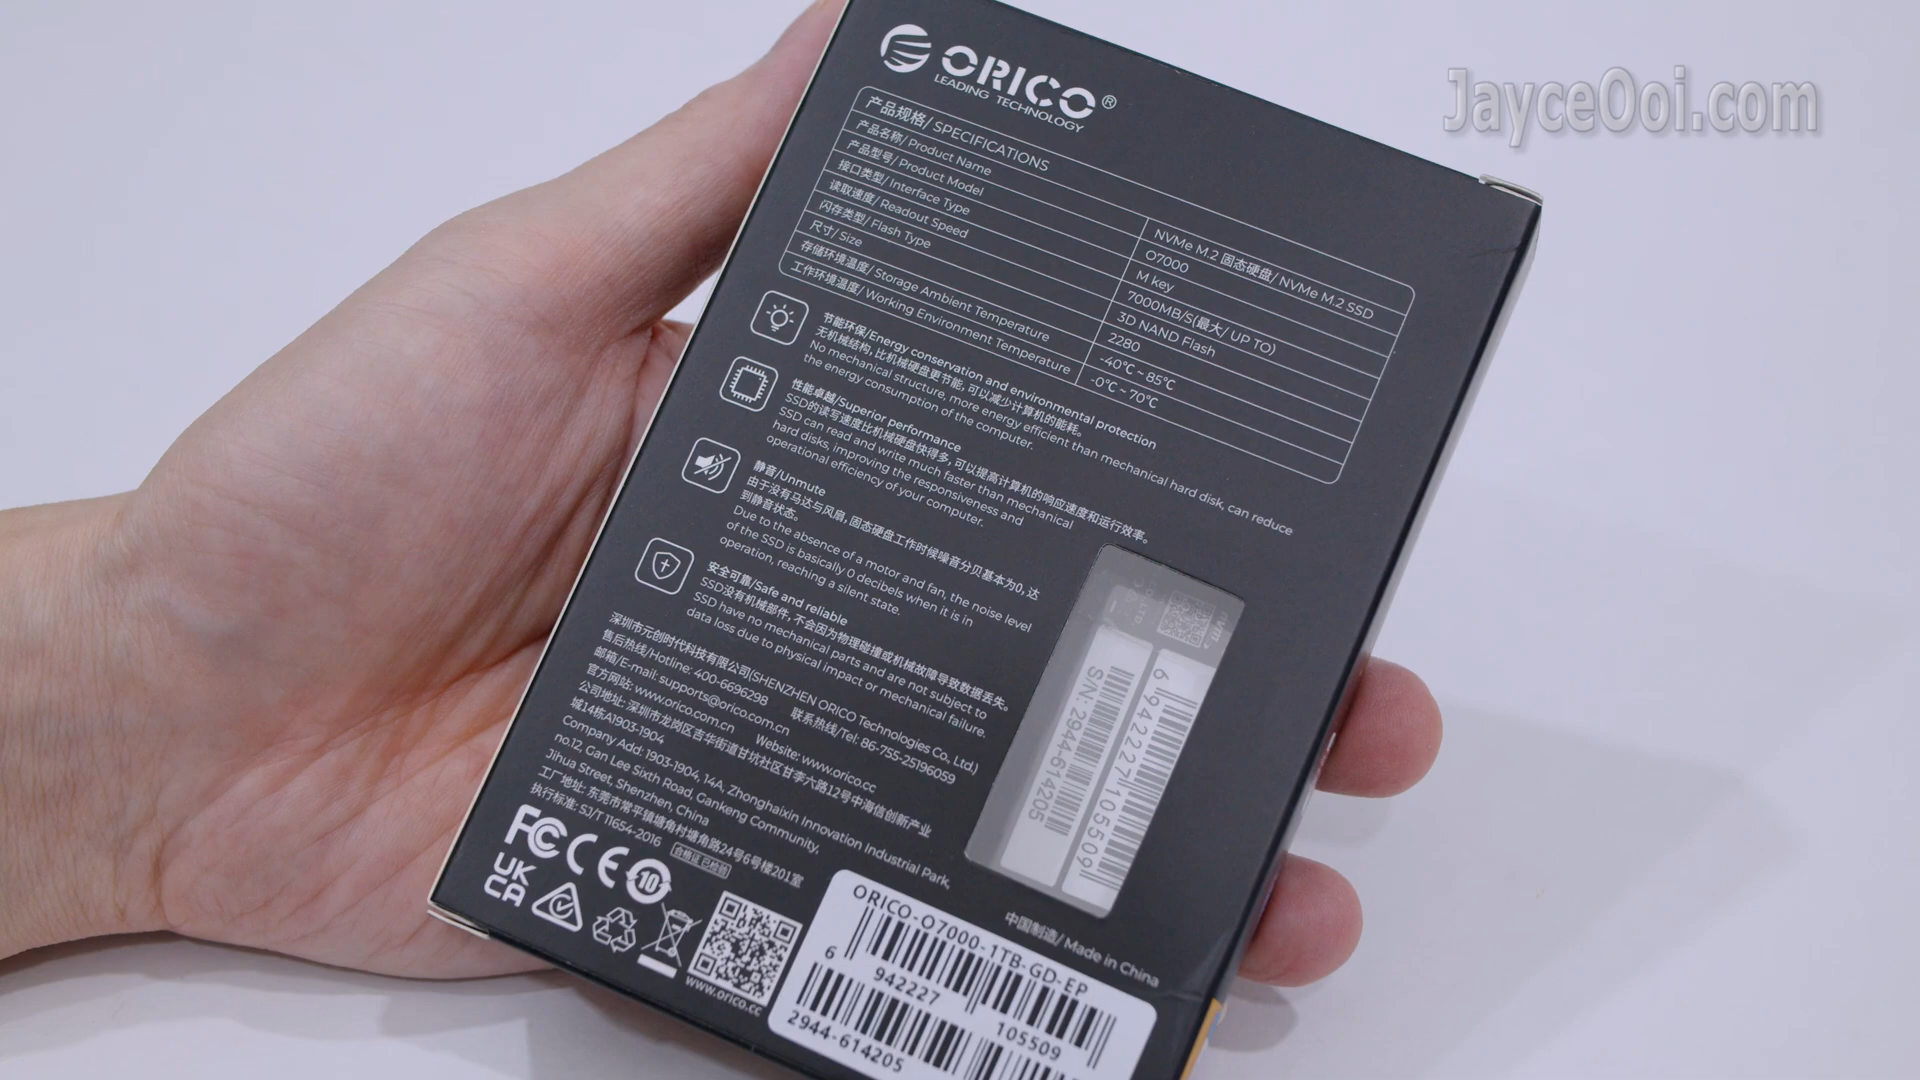 JayceOoi.com
ORICO®
LEADING TECHNOLOGY
产品规格/ SPECIFICATIONS
产品名称/ Product Name
NVMe M.2 固态硬盘/ NVMe M.2 SSD
产品型号/ Product Model
O7000
接口类型/ Interface Type
M key
读取速度/ Readout Speed
7000MB/S(最大/ UP TO)
闪存类型/ Flash Type
3D NAND Flash
尺寸/ Size
2280
存储环境温度/ Storage Ambient Temperature
-40℃ ~ 85℃
工作环境温度/ Working Environment Temperature
-0℃ ~ 70℃
节能环保/Energy conservation and environmental protection
无机械结构, 比机械硬盘更节能, 可以减少计算机的能耗。
No mechanical structure, more energy efficient than mechanical hard disk, can reduce
the energy consumption of the computer.
性能卓越/Superior performance
SSD的读写速度比机械硬盘快得多, 可以提高计算机的响应速度和运行效率。
SSD can read and write much faster than mechanical
hard disks, improving the responsiveness and
operational efficiency of your computer.
静音/Unmute
由于没有马达与风扇, 固态硬盘工作时候噪音分贝基本为0, 达
到静音状态。
Due to the absence of a motor and fan, the noise level
of the SSD is basically 0 decibels when it is in
operation, reaching a silent state.
安全可靠/Safe and reliable
SSD没有机械部件, 不会因为物理碰撞或机械故障导致数据丢失。
SSD have no mechanical parts and are not subject to
data loss due to physical impact or mechanical failure.
深圳市元创时代科技有限公司(SHENZHEN ORICO Technologies Co., Ltd.)
售后热线/Hotline: 400-6696298 联系热线/Tel: 86-755-25196059
邮箱/E-mail: supports@orico.com.cn
官方网站: www.orico.com.cn Website: www.orico.cc
公司地址: 深圳市龙岗区吉华街道甘坑社区甘李六路12号中海信创新产业
城14栋A1903-1904
Company Add: 1903-1904, 14A, Zhonghaixin Innovation Industrial Park,
no.12, Gan Lee Sixth Road, Gankeng Community,
Jihua Street, Shenzhen, China
工厂地址: 东莞市常平镇塘角村塘角路24号6号楼201室
执行标准: SJ/T 11654-2016 合格证 已检验
FC CE 10
UK
CA
www.orico.cc
S/N: 2944-614205
6 942227 105509
中国制造/ Made in China
ORICO-O7000-1TB-GD-EP
6 942227 105509
2944-614205